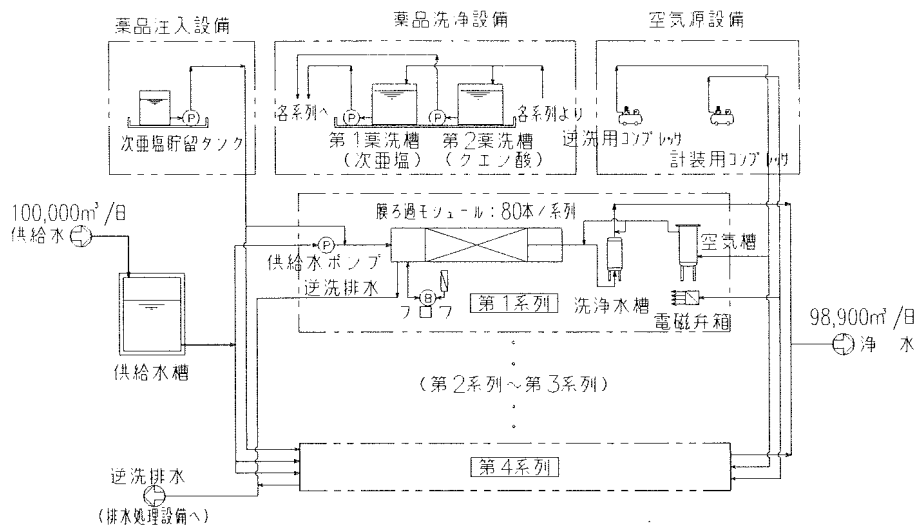 薬品注入設備
薬品洗浄設備
空気源設備
P
次亜塩貯留タンク
各系列へ
P
P
各系列より
第1薬洗槽
(次亜塩)
第2薬洗槽
(クエン酸)
逆洗用コンプレッサ
計装用コンプレッサ
100,000m³/日
供給水
膜ろ過モジュール:80本/系列
P
供給水ポンプ
逆洗排水
B
ブロワ
第1系列
洗浄水槽
空気槽
電磁弁箱
98,900m³/日
浄 水
供給水槽
(第2系列~第3系列)
第4系列
逆洗排水
(排水処理設備へ)